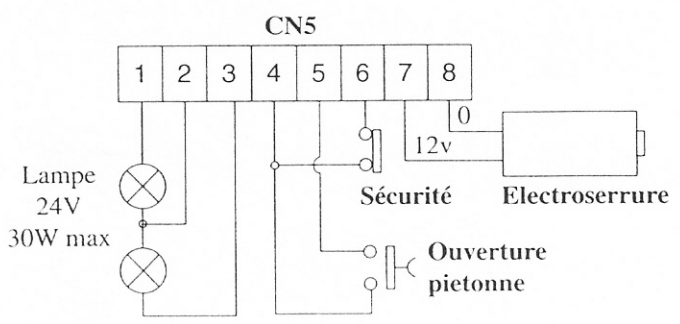 CN5
1 2 3 4 5 6 7 8
0
12v
Lampe
24V
30W max
Sécurité
Electroserrure
Ouverture
pietonne